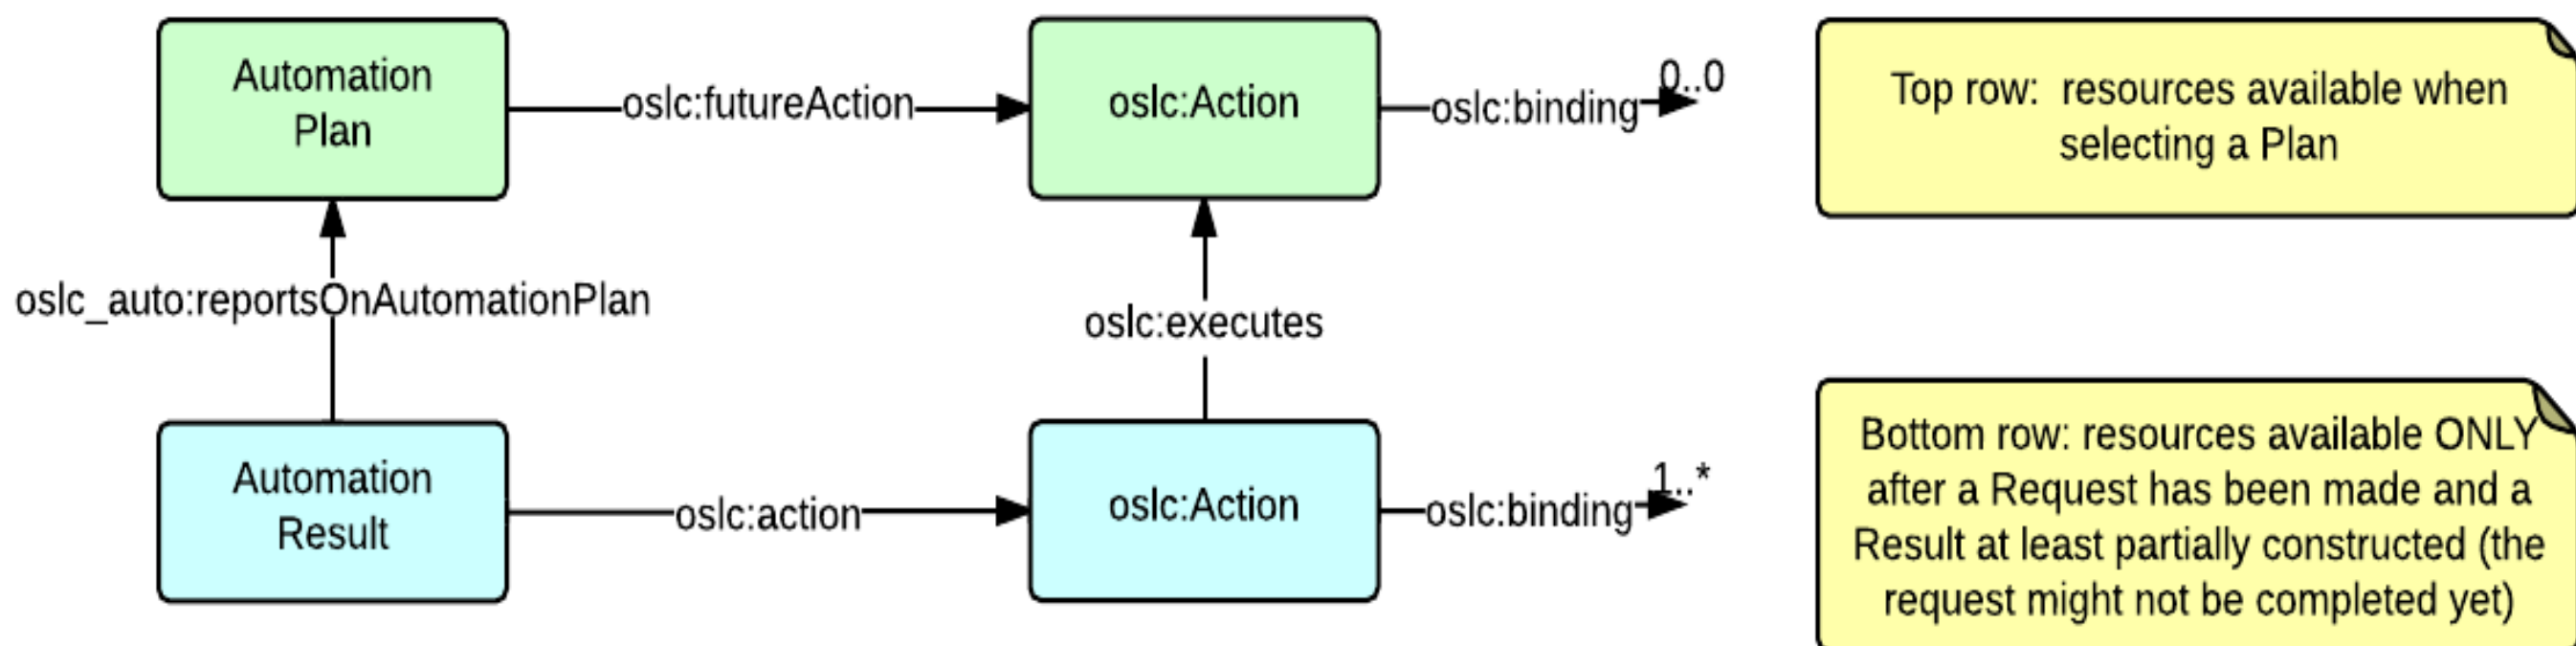 Automation
Plan
oslc:futureAction
oslc:Action
oslc:binding
0..0
Top row:  resources available when
selecting a Plan
oslc_auto:reportsOnAutomationPlan
oslc:executes
Automation
Result
oslc:action
oslc:Action
oslc:binding
1..*
Bottom row: resources available ONLY
after a Request has been made and a
Result at least partially constructed (the
request might not be completed yet)